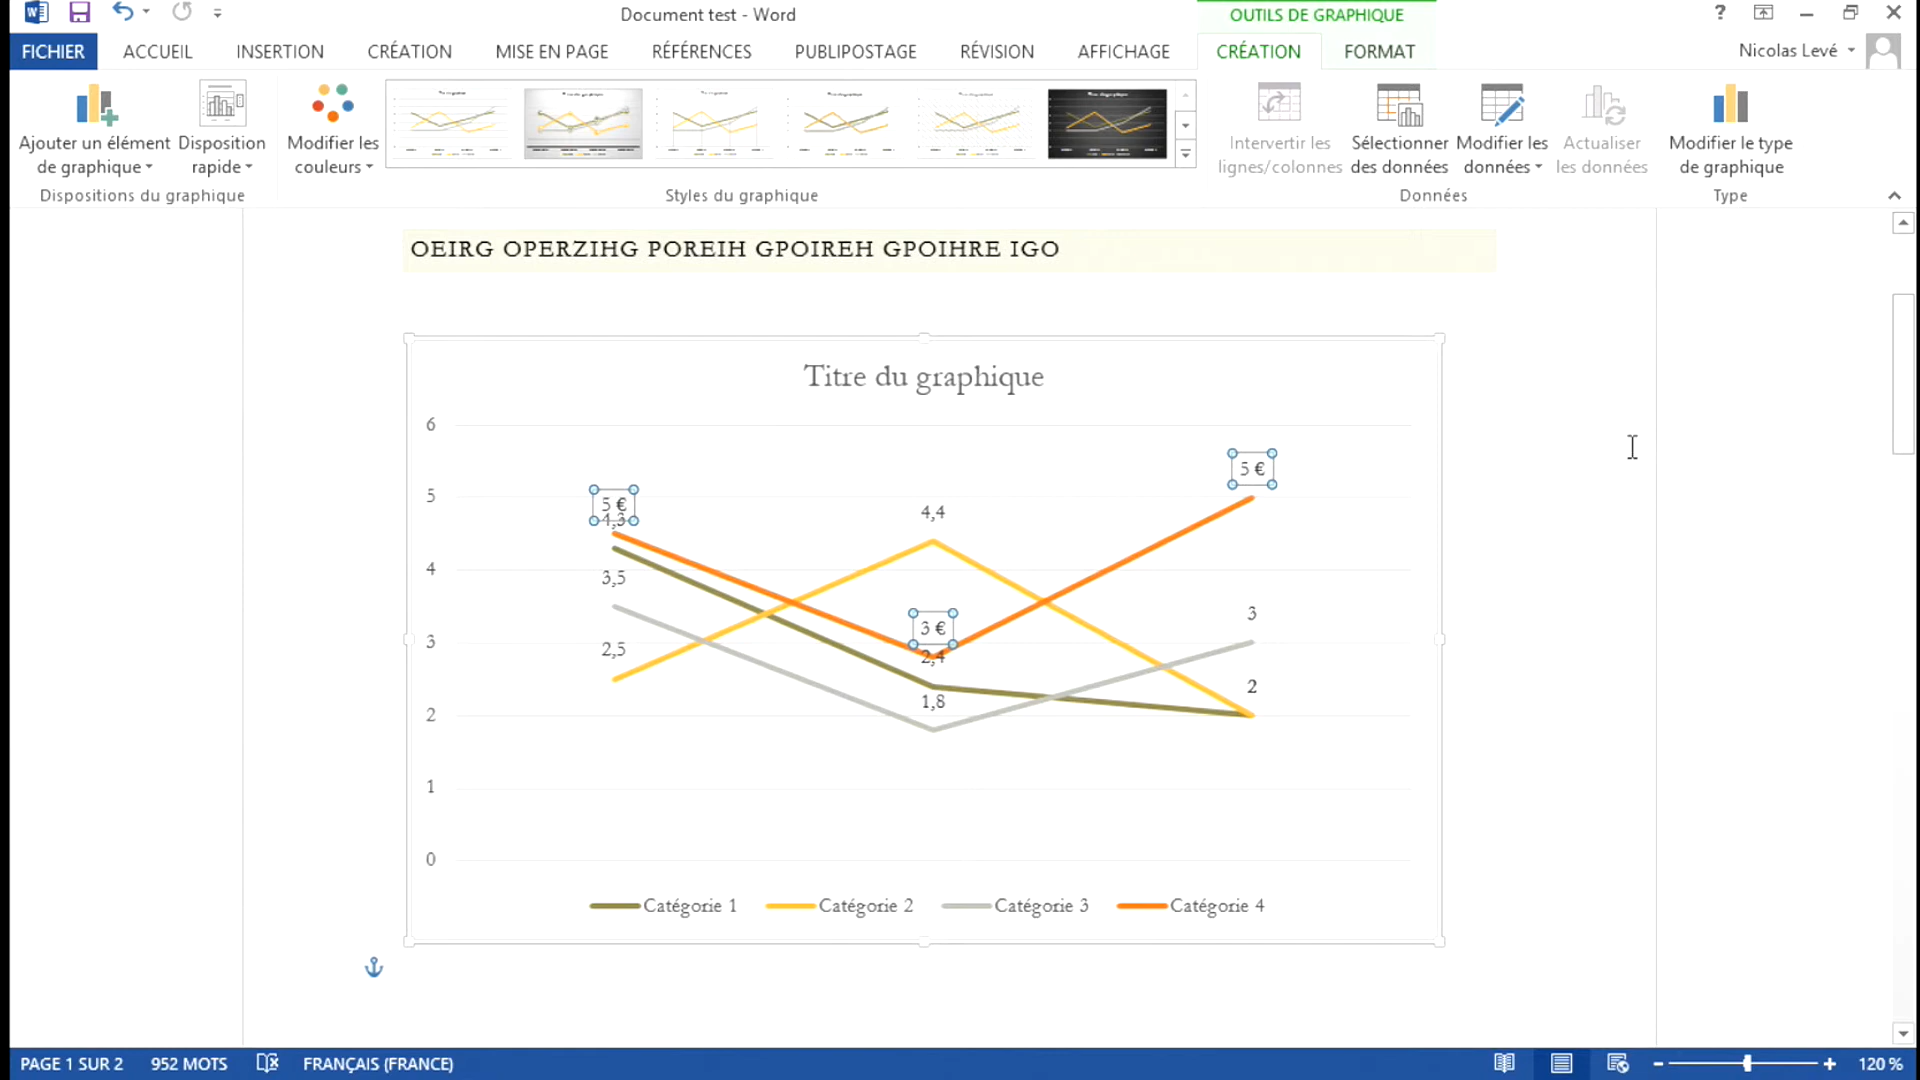 Document test - Word
OUTILS DE GRAPHIQUE
?
FICHIER ACCUEIL INSERTION CRÉATION MISE EN PAGE RÉFÉRENCES PUBLIPOSTAGE RÉVISION AFFICHAGE CRÉATION FORMAT Nicolas Levé
Ajouter un élément de graphique
Disposition rapide
Modifier les couleurs
Intervertir les lignes/colonnes
Sélectionner des données
Modifier les données
Actualiser les données
Modifier le type de graphique
Dispositions du graphique Styles du graphique Données Type
OEIRG OPERZIHG POREIH GPOIREH GPOIHRE IGO
Titre du graphique
6
5 €
5
5 €
4,4
4,3
4
3,5
3
3 €
3
2,5
2,4
2
1,8
2
1
0
Catégorie 1 Catégorie 2 Catégorie 3 Catégorie 4
PAGE 1 SUR 2 952 MOTS FRANÇAIS (FRANCE) 120 %